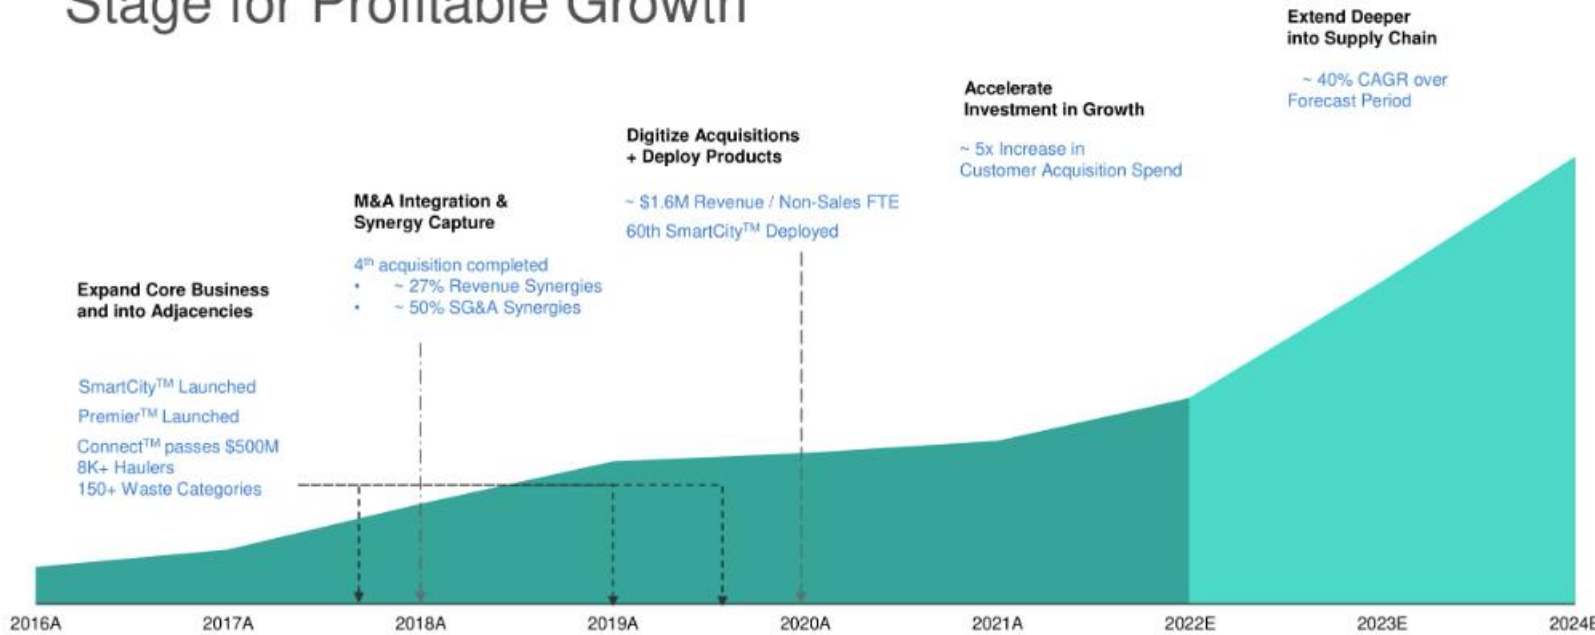 Stage for Profitable Growth
Extend Deeper
into Supply Chain
~ 40% CAGR over
Forecast Period
Accelerate
Investment in Growth
~ 5x Increase in
Customer Acquisition Spend
Digitize Acquisitions
+ Deploy Products
~ $1.6M Revenue / Non-Sales FTE
60th SmartCity™ Deployed
M&A Integration &
Synergy Capture
4th acquisition completed
• ~ 27% Revenue Synergies
• ~ 50% SG&A Synergies
Expand Core Business
and into Adjacencies
SmartCity™ Launched
Premier™ Launched
Connect™ passes $500M
8K+ Haulers
150+ Waste Categories
2016A 2017A 2018A 2019A 2020A 2021A 2022E 2023E 2024E